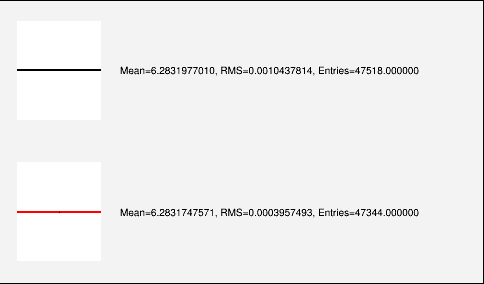 Mean=6.2831977010, RMS=0.0010437814, Entries=47518.000000
Mean=6.2831747571, RMS=0.0003957493, Entries=47344.000000